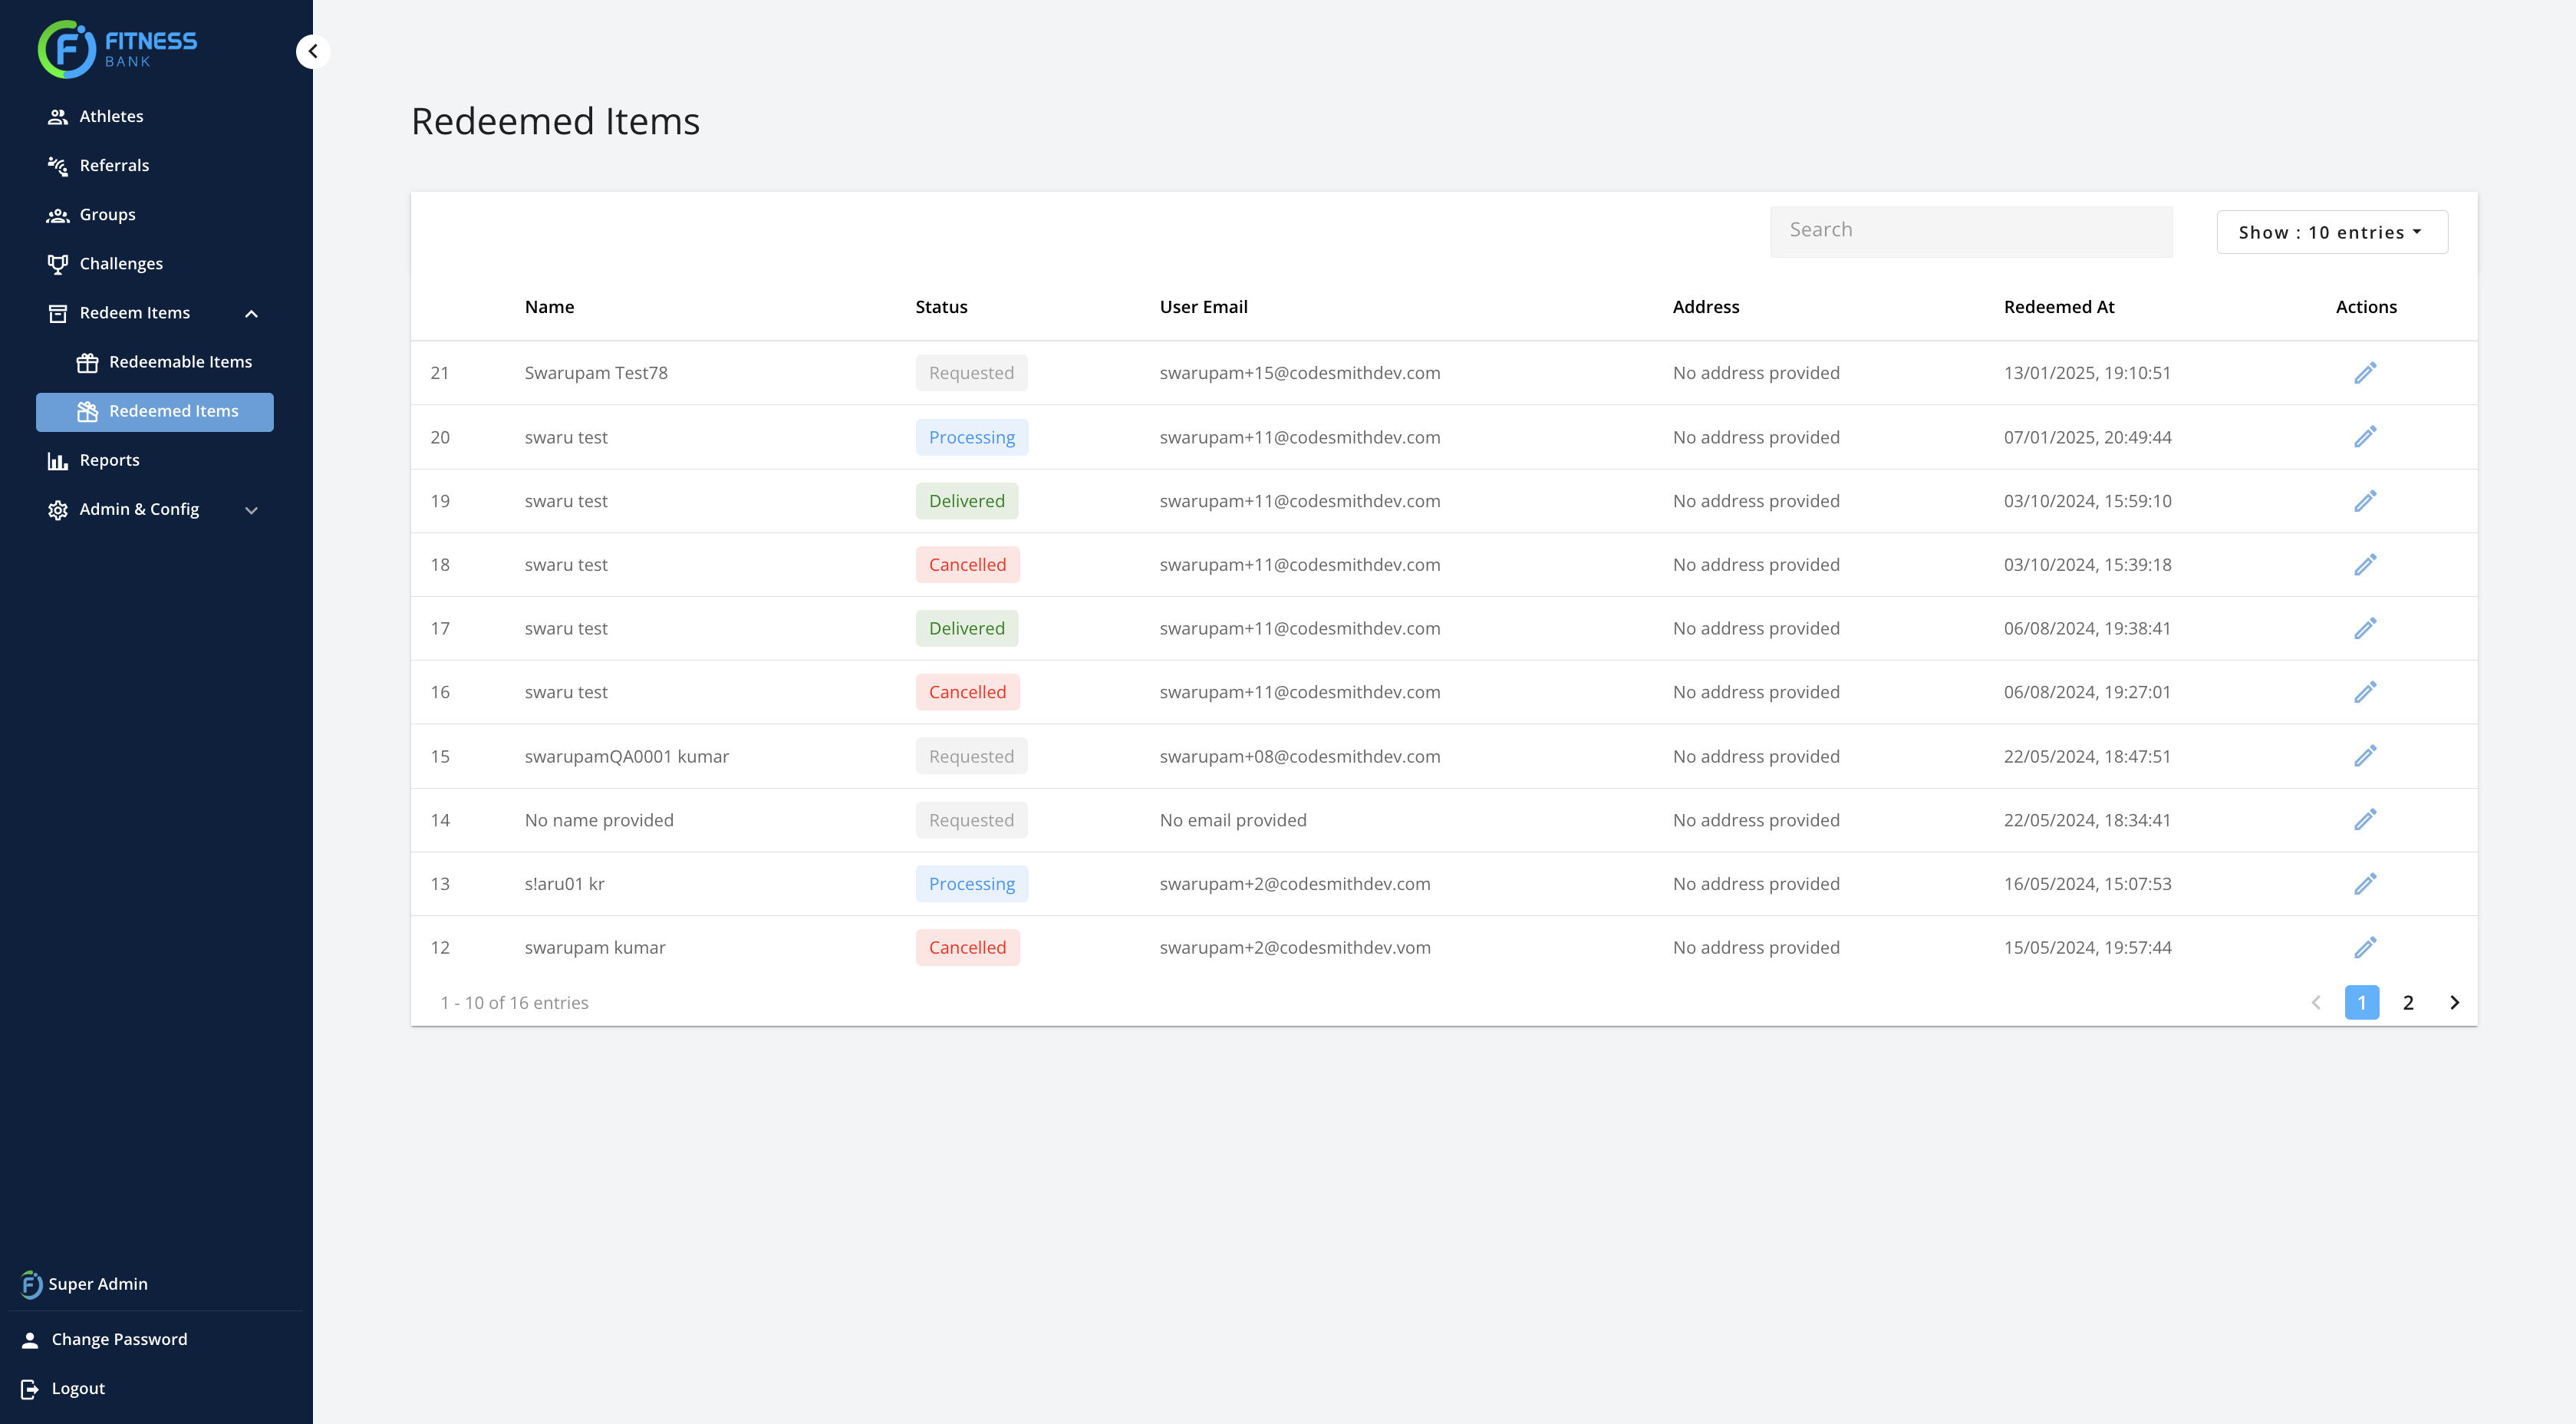 FITNESS
BANK
Athletes
Referrals
Groups
Challenges
Redeem Items
Redeemable Items
Redeemed Items
Reports
Admin & Config
Super Admin
Change Password
Logout
Redeemed Items
Search
Show : 10 entries
Name Status User Email Address Redeemed At Actions
21 Swarupam Test78 Requested swarupam+15@codesmithdev.com No address provided 13/01/2025, 19:10:51
20 swaru test Processing swarupam+11@codesmithdev.com No address provided 07/01/2025, 20:49:44
19 swaru test Delivered swarupam+11@codesmithdev.com No address provided 03/10/2024, 15:59:10
18 swaru test Cancelled swarupam+11@codesmithdev.com No address provided 03/10/2024, 15:39:18
17 swaru test Delivered swarupam+11@codesmithdev.com No address provided 06/08/2024, 19:38:41
16 swaru test Cancelled swarupam+11@codesmithdev.com No address provided 06/08/2024, 19:27:01
15 swarupamQA0001 kumar Requested swarupam+08@codesmithdev.com No address provided 22/05/2024, 18:47:51
14 No name provided Requested No email provided No address provided 22/05/2024, 18:34:41
13 s!aru01 kr Processing swarupam+2@codesmithdev.com No address provided 16/05/2024, 15:07:53
12 swarupam kumar Cancelled swarupam+2@codesmithdev.vom No address provided 15/05/2024, 19:57:44
1 - 10 of 16 entries
1 2